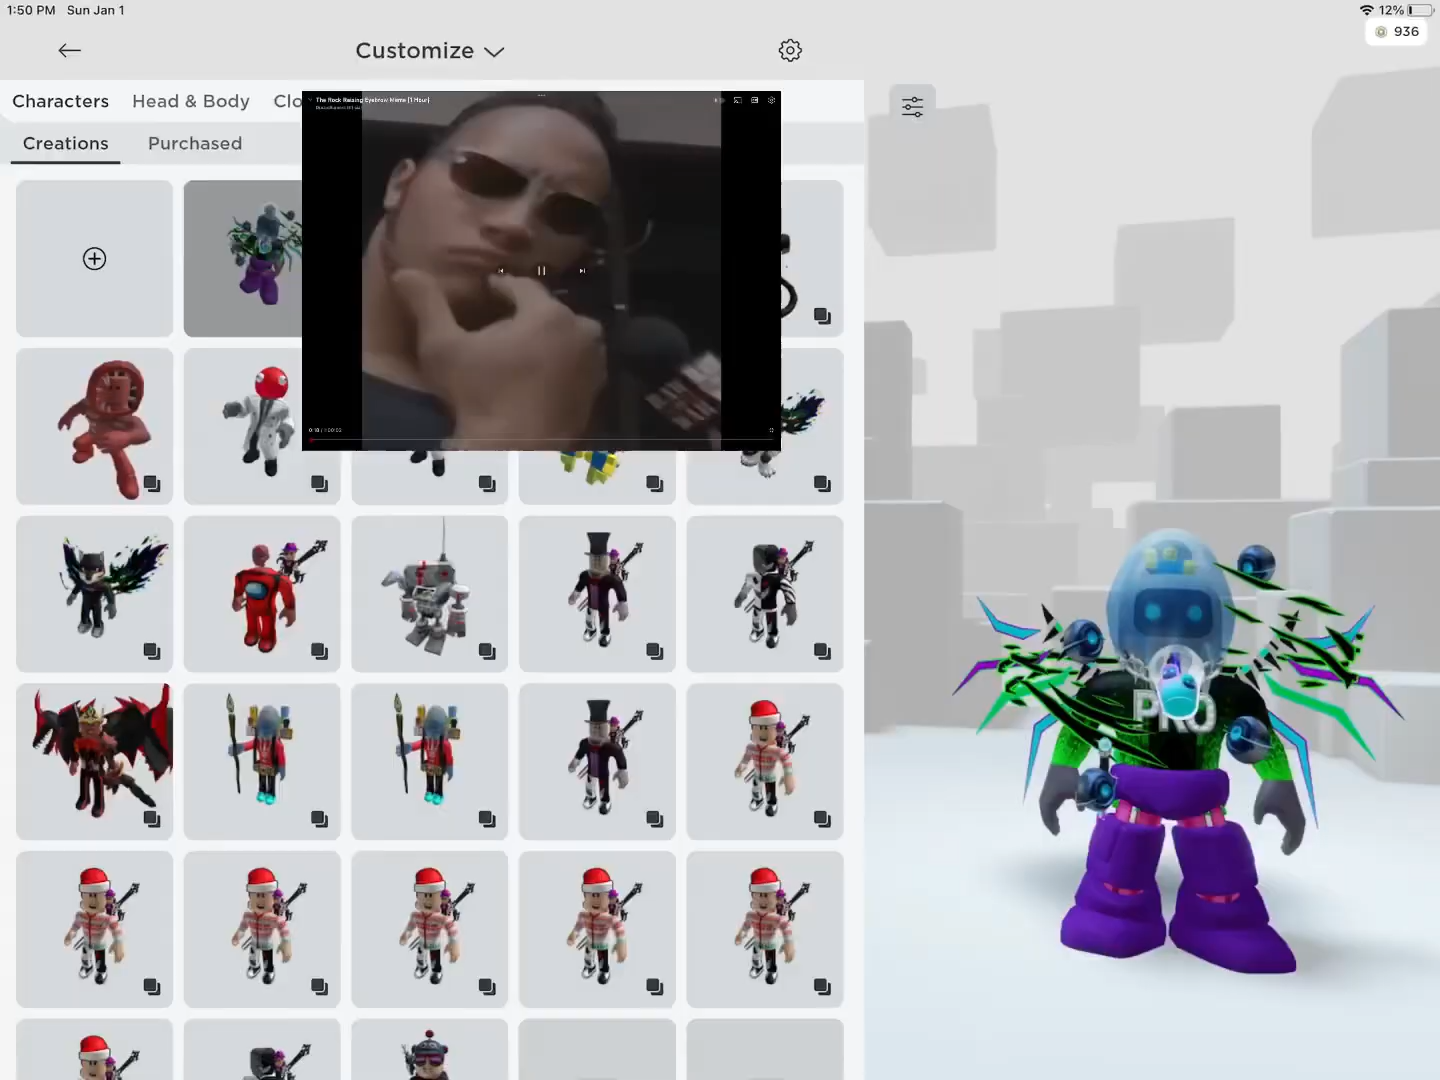 1:50 PM Sun Jan 1
12%
936
Customize
Characters Head & Body Clo
Creations Purchased
The Rock Raising Eyebrow Meme [1 Hour]
PRO